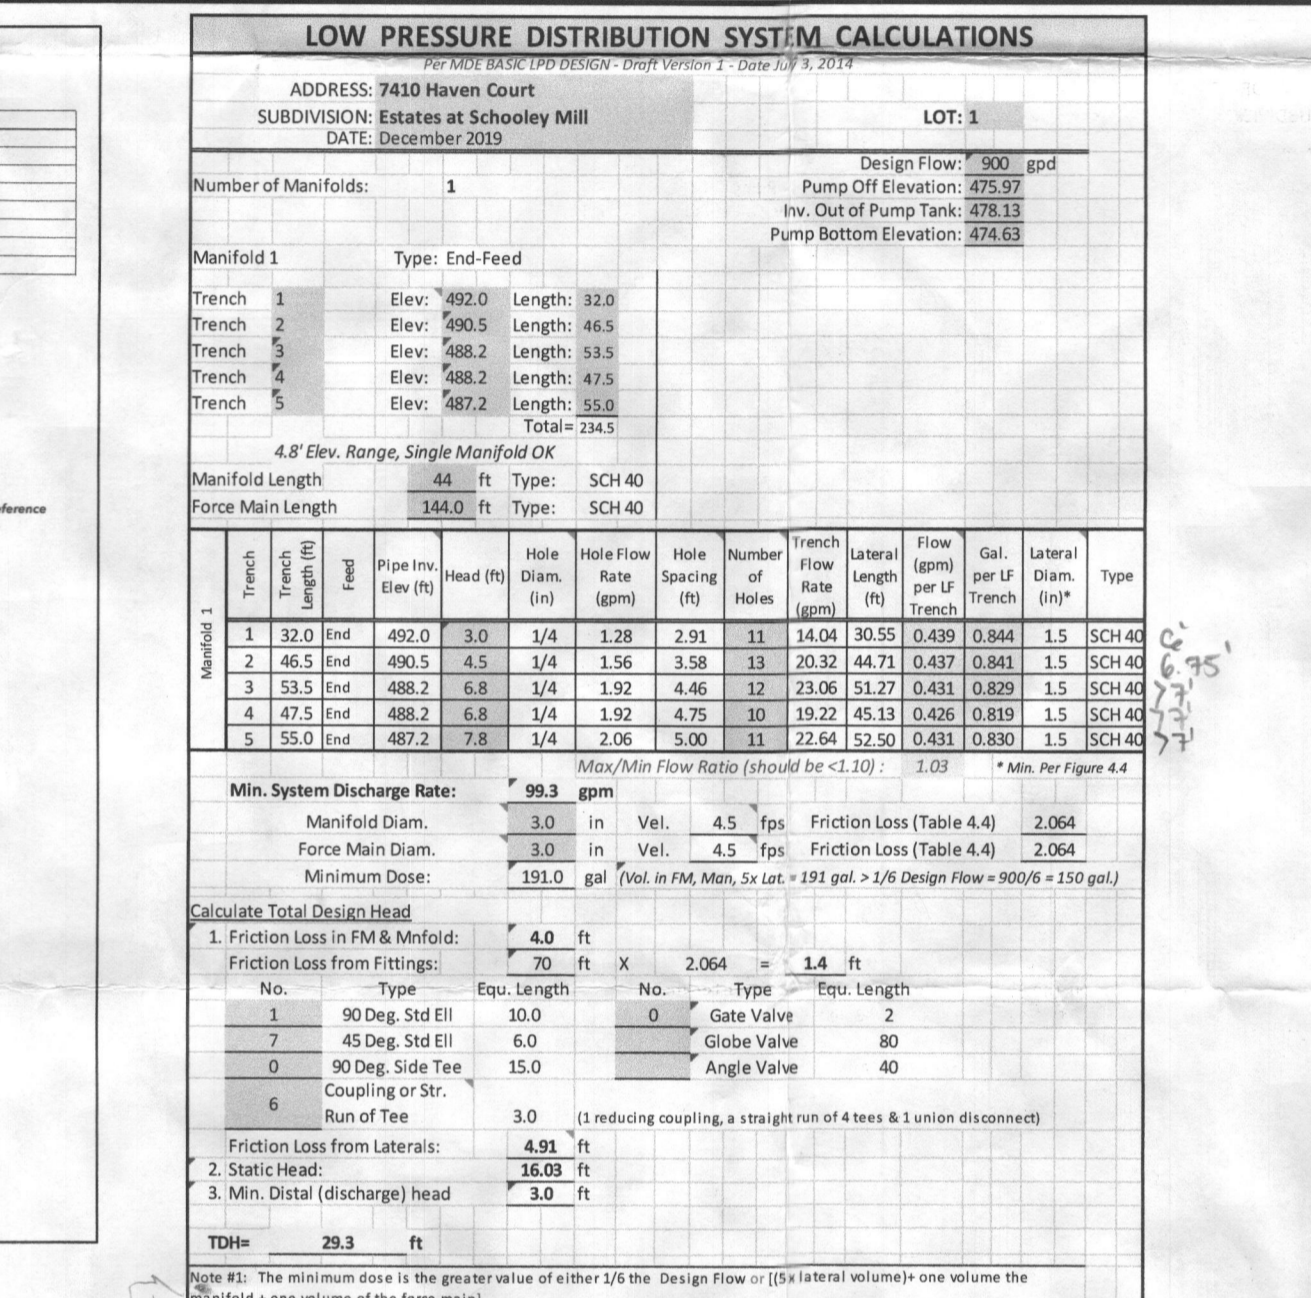 LOW PRESSURE DISTRIBUTION SYSTEM CALCULATIONS
Per MDE BASIC LPD DESIGN - Draft Version 1 - Date July 3, 2014
ADDRESS: 7410 Haven Court
SUBDIVISION: Estates at Schooley Mill LOT: 1
DATE: December 2019
Design Flow: 900 gpd
Number of Manifolds: 1 Pump Off Elevation: 475.97
Inv. Out of Pump Tank: 478.13
Pump Bottom Elevation: 474.63
Manifold 1 Type: End-Feed
Trench 1 Elev: 492.0 Length: 32.0
Trench 2 Elev: 490.5 Length: 46.5
Trench 3 Elev: 488.2 Length: 53.5
Trench 4 Elev: 488.2 Length: 47.5
Trench 5 Elev: 487.2 Length: 55.0
Total= 234.5
4.8' Elev. Range, Single Manifold OK
Manifold Length 44 ft Type: SCH 40
Force Main Length 144.0 ft Type: SCH 40
ference
Manifold 1
Trench Trench Length (ft) Feed Pipe Inv. Elev (ft) Head (ft) Hole Diam. (in) Hole Flow Rate (gpm) Hole Spacing (ft) Number of Holes Trench Flow Rate (gpm) Lateral Length (ft) Flow (gpm) per LF Trench Gal. per LF Trench Lateral Diam. (in)* Type
1 32.0 End 492.0 3.0 1/4 1.28 2.91 11 14.04 30.55 0.439 0.844 1.5 SCH 40
2 46.5 End 490.5 4.5 1/4 1.56 3.58 13 20.32 44.71 0.437 0.841 1.5 SCH 40 6.75'
3 53.5 End 488.2 6.8 1/4 1.92 4.46 12 23.06 51.27 0.431 0.829 1.5 SCH 40 >7'
4 47.5 End 488.2 6.8 1/4 1.92 4.75 10 19.22 45.13 0.426 0.819 1.5 SCH 40 >7'
5 55.0 End 487.2 7.8 1/4 2.06 5.00 11 22.64 52.50 0.431 0.830 1.5 SCH 40 >7'
Max/Min Flow Ratio (should be <1.10) : 1.03 * Min. Per Figure 4.4
Min. System Discharge Rate: 99.3 gpm
Manifold Diam. 3.0 in Vel. 4.5 fps Friction Loss (Table 4.4) 2.064
Force Main Diam. 3.0 in Vel. 4.5 fps Friction Loss (Table 4.4) 2.064
Minimum Dose: 191.0 gal (Vol. in FM, Man, 5x Lat. = 191 gal. > 1/6 Design Flow = 900/6 = 150 gal.)
Calculate Total Design Head
1. Friction Loss in FM & Mnfold: 4.0 ft
Friction Loss from Fittings: 70 ft X 2.064 = 1.4 ft
No. Type Equ. Length No. Type Equ. Length
1 90 Deg. Std Ell 10.0 0 Gate Valve 2
7 45 Deg. Std Ell 6.0 Globe Valve 80
0 90 Deg. Side Tee 15.0 Angle Valve 40
6 Coupling or Str.
Run of Tee 3.0 (1 reducing coupling, a straight run of 4 tees & 1 union disconnect)
Friction Loss from Laterals: 4.91 ft
2. Static Head: 16.03 ft
3. Min. Distal (discharge) head 3.0 ft
TDH= 29.3 ft
Note #1: The minimum dose is the greater value of either 1/6 the Design Flow or [(5x lateral volume)+ one volume the
manifold + one volume of the force main]